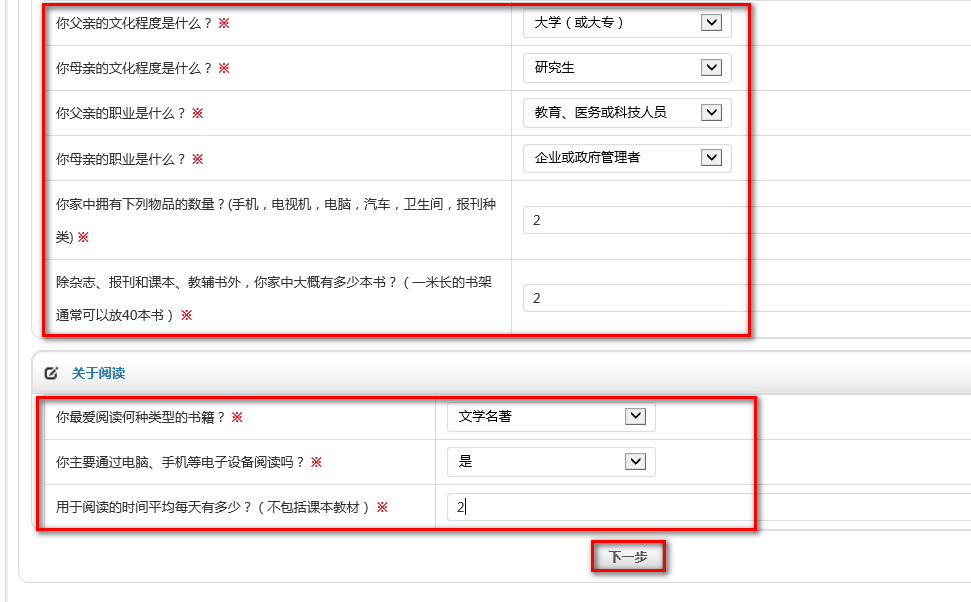 你父亲的文化程度是什么？ ※ 大学（或大专）
你母亲的文化程度是什么？ ※ 研究生
你父亲的职业是什么？ ※ 教育、医务或科技人员
你母亲的职业是什么？ ※ 企业或政府管理者
你家中拥有下列物品的数量？(手机，电视机，电脑，汽车，卫生间，报刊种
类) ※
2
除杂志、报刊和课本、教辅书外，你家中大概有多少本书？（一米长的书架
通常可以放40本书） ※
2
关于阅读
你最爱阅读何种类型的书籍？ ※ 文学名著
你主要通过电脑、手机等电子设备阅读吗？ ※ 是
用于阅读的时间平均每天有多少？（不包括课本教材） ※ 2
下一步